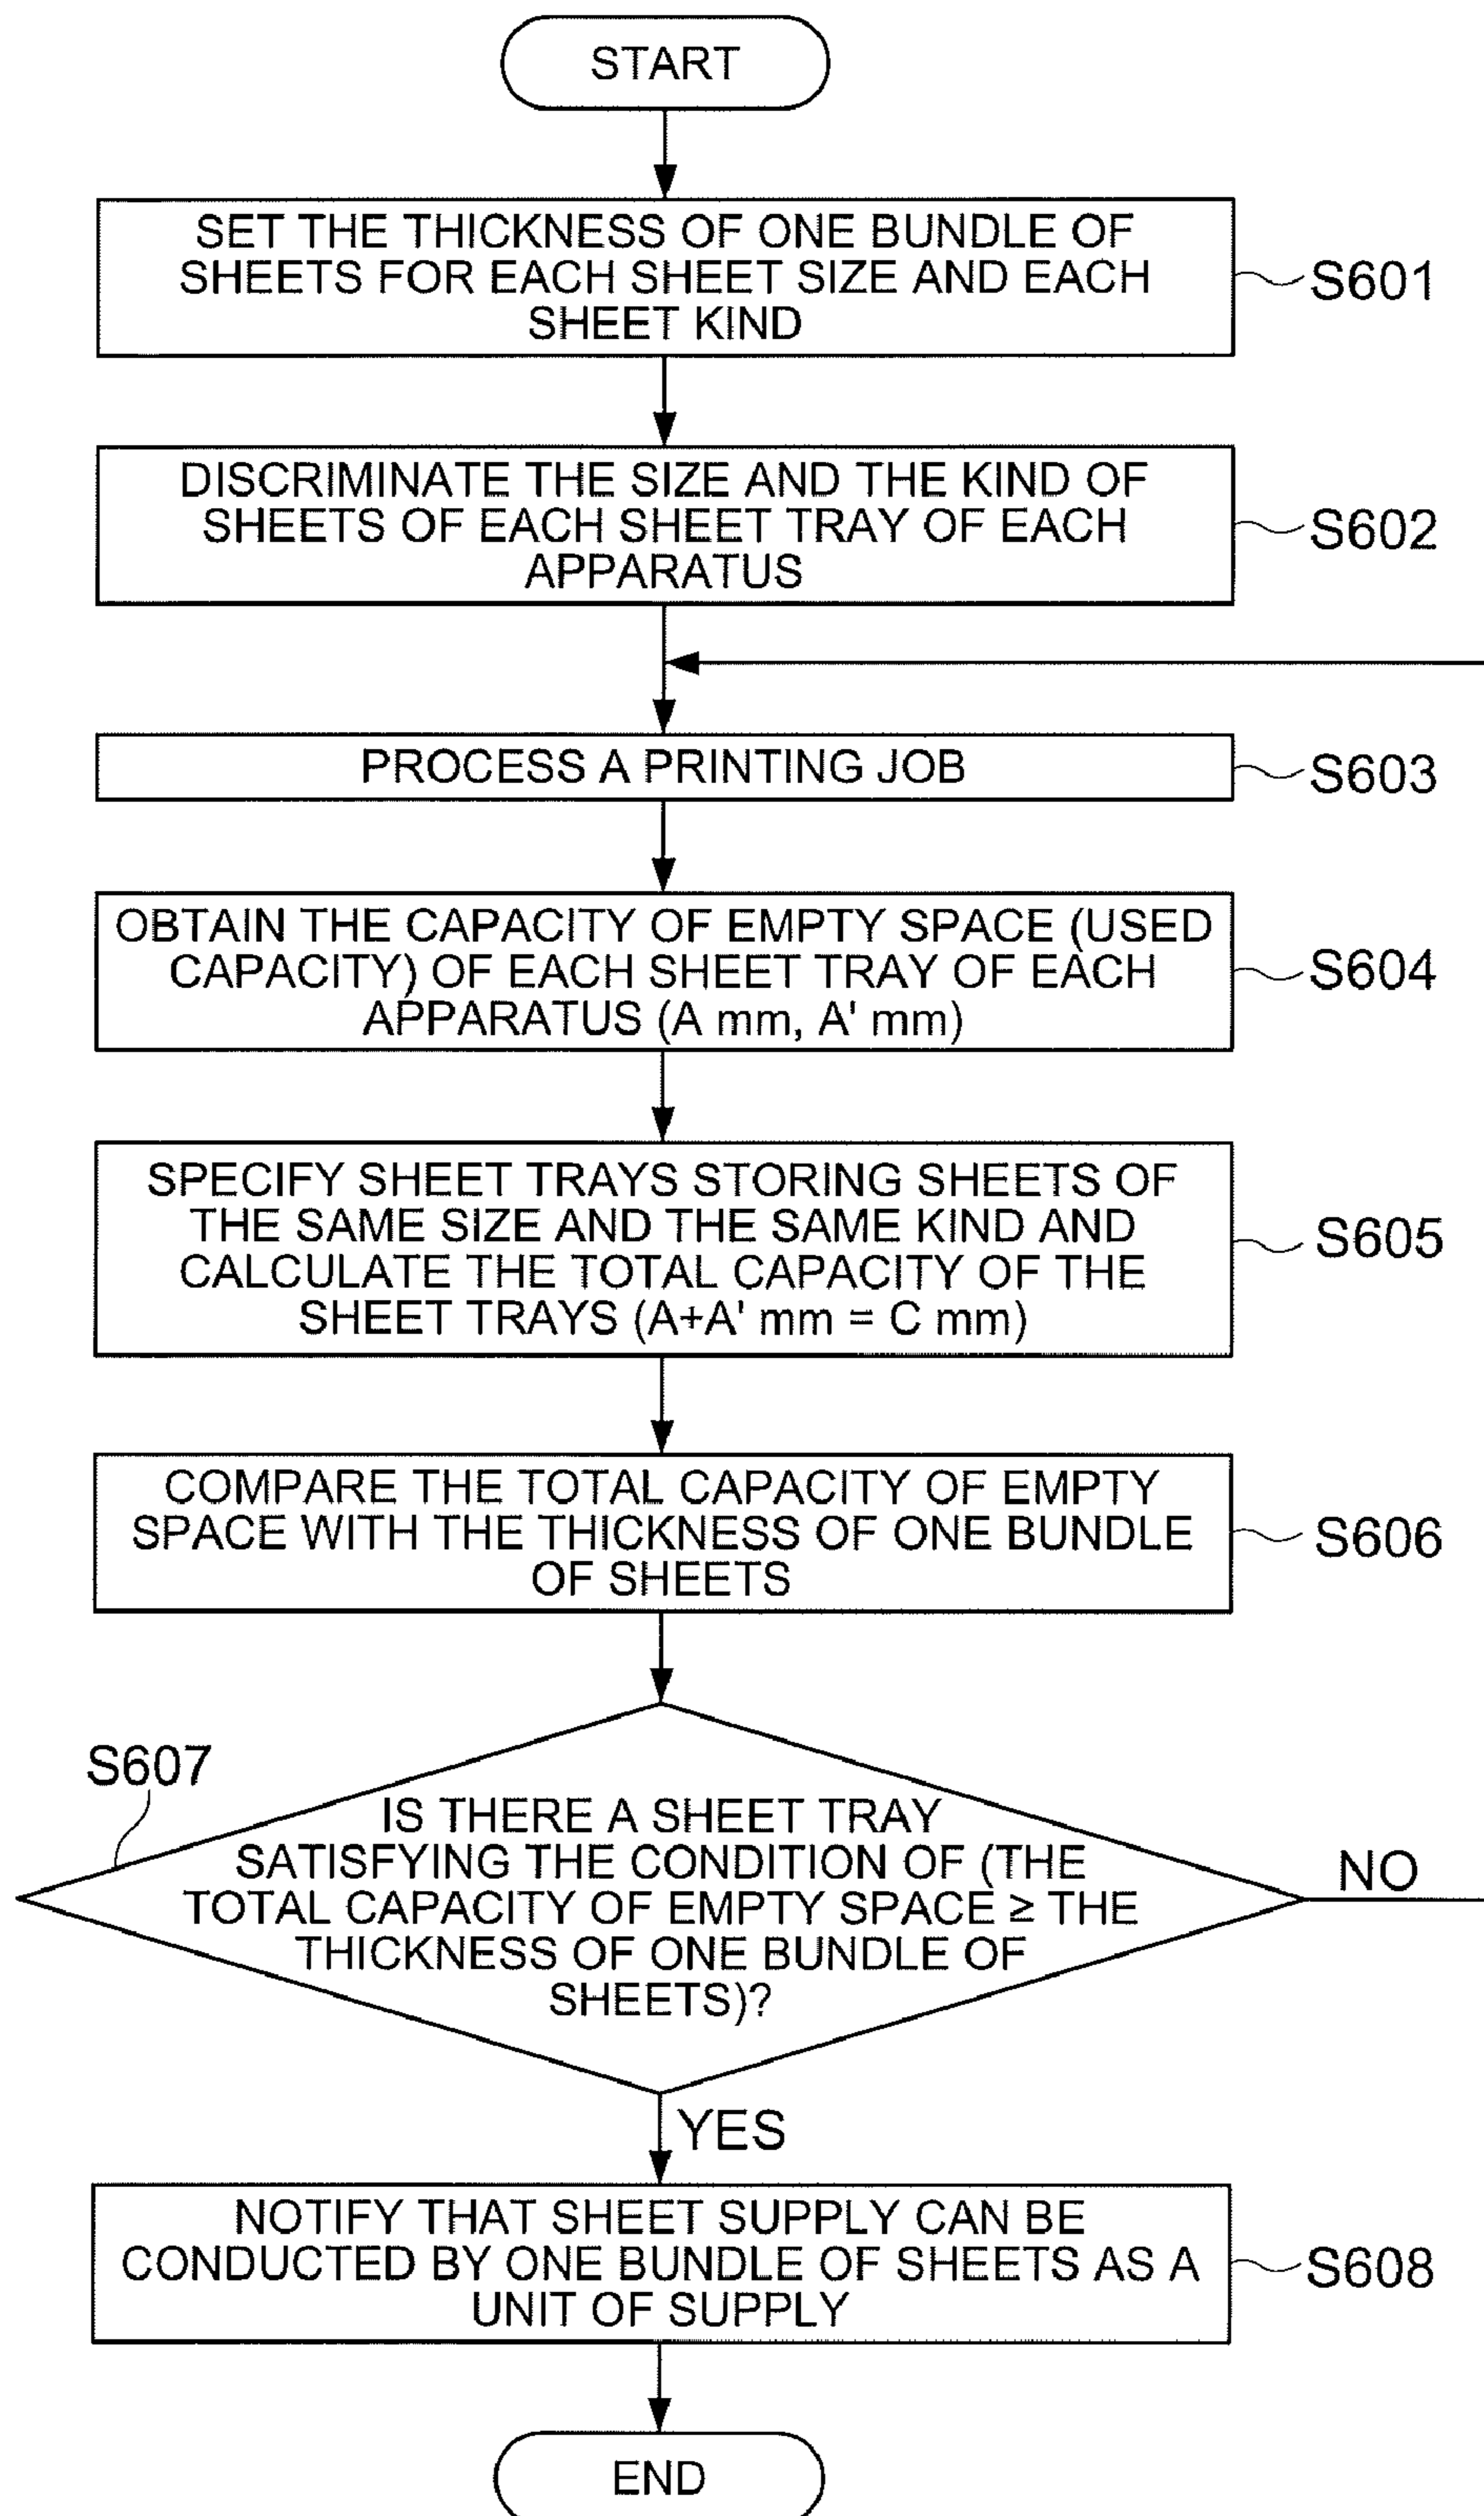 START
SET THE THICKNESS OF ONE BUNDLE OF
SHEETS FOR EACH SHEET SIZE AND EACH
SHEET KIND
S601
DISCRIMINATE THE SIZE AND THE KIND OF
SHEETS OF EACH SHEET TRAY OF EACH
APPARATUS
S602
PROCESS A PRINTING JOB
S603
OBTAIN THE CAPACITY OF EMPTY SPACE (USED
CAPACITY) OF EACH SHEET TRAY OF EACH
APPARATUS (A mm, A' mm)
S604
SPECIFY SHEET TRAYS STORING SHEETS OF
THE SAME SIZE AND THE SAME KIND AND
CALCULATE THE TOTAL CAPACITY OF THE
SHEET TRAYS (A+A' mm = C mm)
S605
COMPARE THE TOTAL CAPACITY OF EMPTY
SPACE WITH THE THICKNESS OF ONE BUNDLE
OF SHEETS
S606
S607
IS THERE A SHEET TRAY
SATISFYING THE CONDITION OF (THE
TOTAL CAPACITY OF EMPTY SPACE ≥ THE
THICKNESS OF ONE BUNDLE OF
SHEETS)?
NO
YES
NOTIFY THAT SHEET SUPPLY CAN BE
CONDUCTED BY ONE BUNDLE OF SHEETS AS A
UNIT OF SUPPLY
S608
END